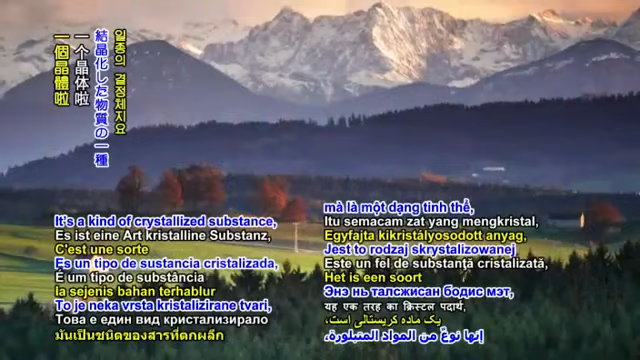 一個晶體啦
一个晶体啦
結晶化した物質の一種
일종의 결정체지요
It's a kind of crystallized substance,
Es ist eine Art kristalline Substanz,
C'est une sorte
Es un tipo de sustancia cristalizada,
É um tipo de substância
Ia sejenis bahan terhablur
To je neka vrsta kristalizirane tvari,
Това е един вид кристализирало
มันเป็นชนิดของสารที่ตกผลึก
mà là một dạng tinh thể,
Itu semacam zat yang mengkristal,
Egyfajta kikristályosodott anyag,
Jest to rodzaj skrystalizowanej
Este un fel de substanță cristalizată,
Het is een soort
Энэ нь талсжисан бодис мэт,
यह एक तरह का क्रिस्टल पदार्थ,
یک ماده کریستالی است،
إنها نوعٌ من المواد المتبلورة،